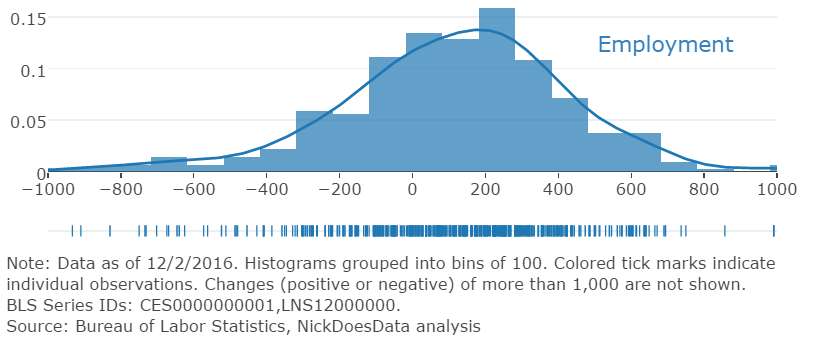 0.15
Employment
0.1
0.05
0
−1000 −800 −600 −400 −200 0 200 400 600 800 1000
Note: Data as of 12/2/2016. Histograms grouped into bins of 100. Colored tick marks indicate
individual observations. Changes (positive or negative) of more than 1,000 are not shown.
BLS Series IDs: CES0000000001,LNS12000000.
Source: Bureau of Labor Statistics, NickDoesData analysis